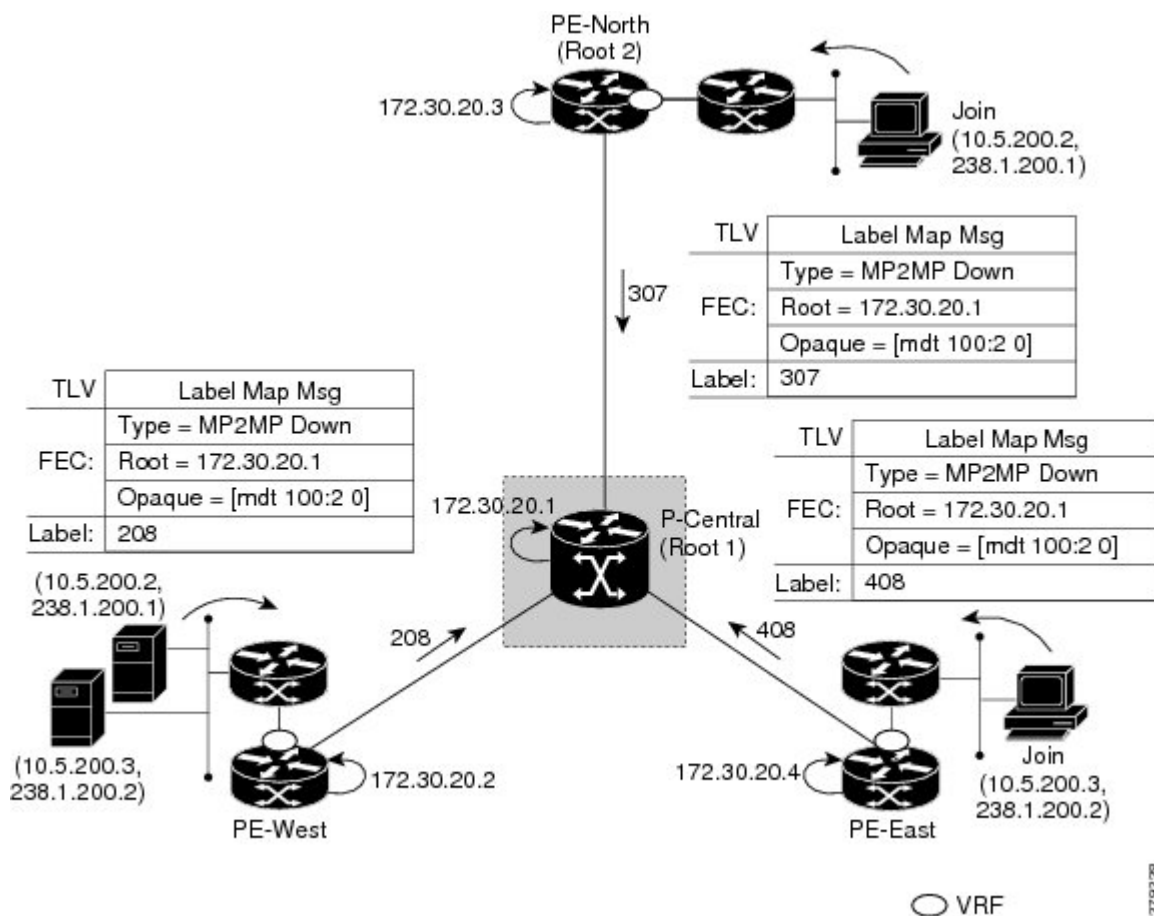 PE-North
(Root 2)
172.30.20.3
Join
(10.5.200.2,
238.1.200.1)
TLV Label Map Msg
Type = MP2MP Down
FEC: Root = 172.30.20.1
Opaque = [mdt 100:2 0]
Label: 307
307
TLV Label Map Msg
Type = MP2MP Down
FEC: Root = 172.30.20.1
Opaque = [mdt 100:2 0]
Label: 208
TLV Label Map Msg
Type = MP2MP Down
FEC: Root = 172.30.20.1
Opaque = [mdt 100:2 0]
Label: 408
172.30.20.1
P-Central
(Root 1)
(10.5.200.2,
238.1.200.1)
208
408
(10.5.200.3,
238.1.200.2)
172.30.20.2
PE-West
172.30.20.4
PE-East
Join
(10.5.200.3,
238.1.200.2)
VRF